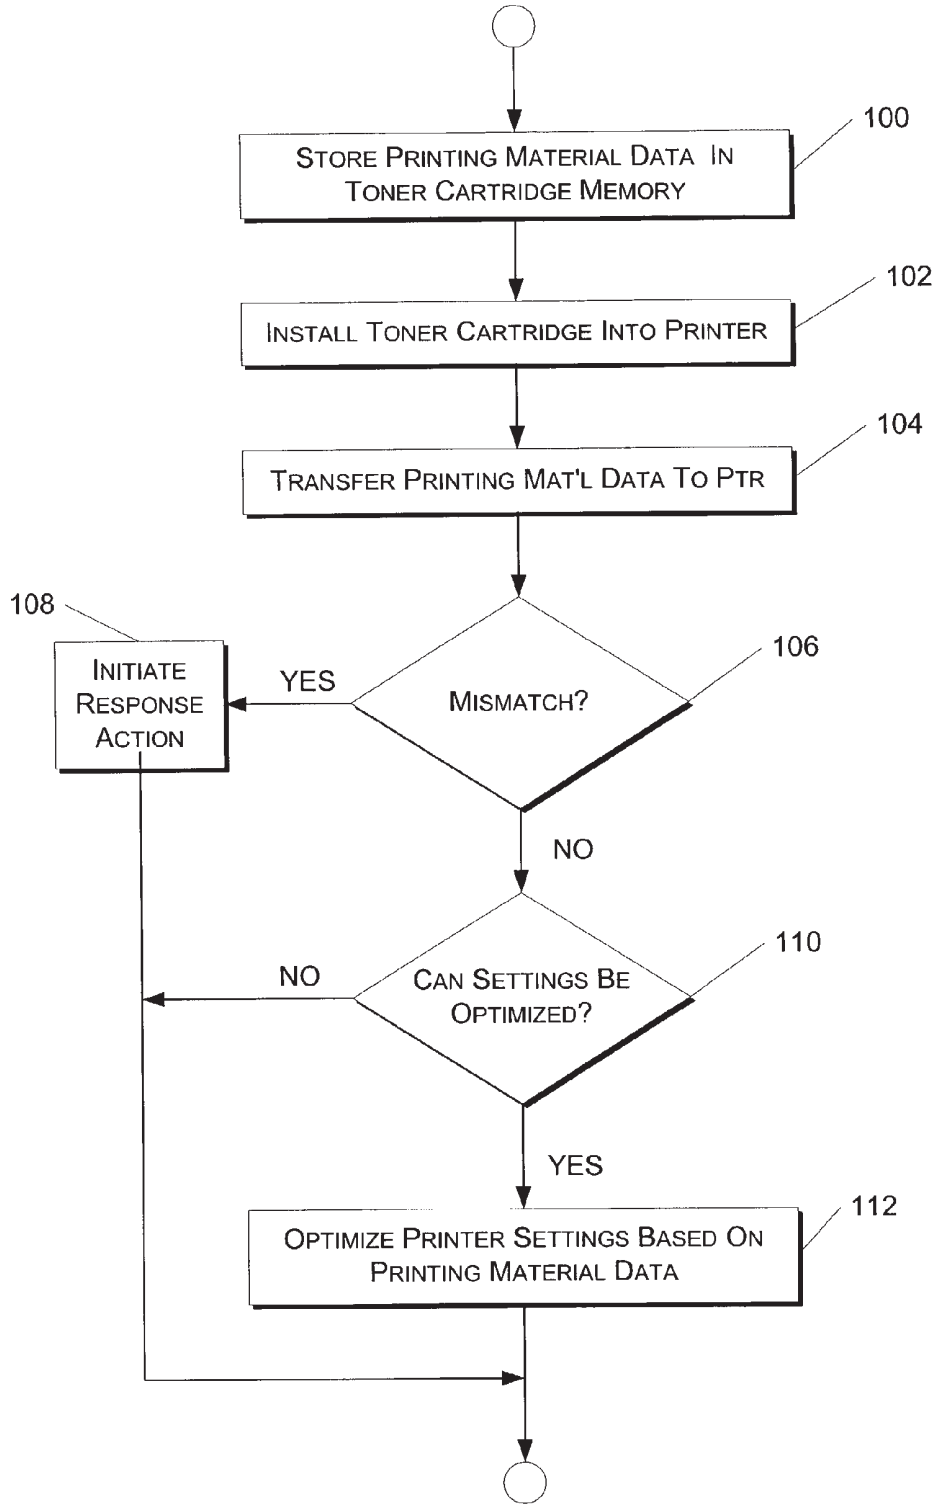 100
STORE PRINTING MATERIAL DATA IN
TONER CARTRIDGE MEMORY
102
INSTALL TONER CARTRIDGE INTO PRINTER
104
TRANSFER PRINTING MAT'L DATA TO PTR
108
INITIATE
RESPONSE
ACTION
YES
106
MISMATCH?
NO
110
CAN SETTINGS BE
OPTIMIZED?
NO
YES
112
OPTIMIZE PRINTER SETTINGS BASED ON
PRINTING MATERIAL DATA